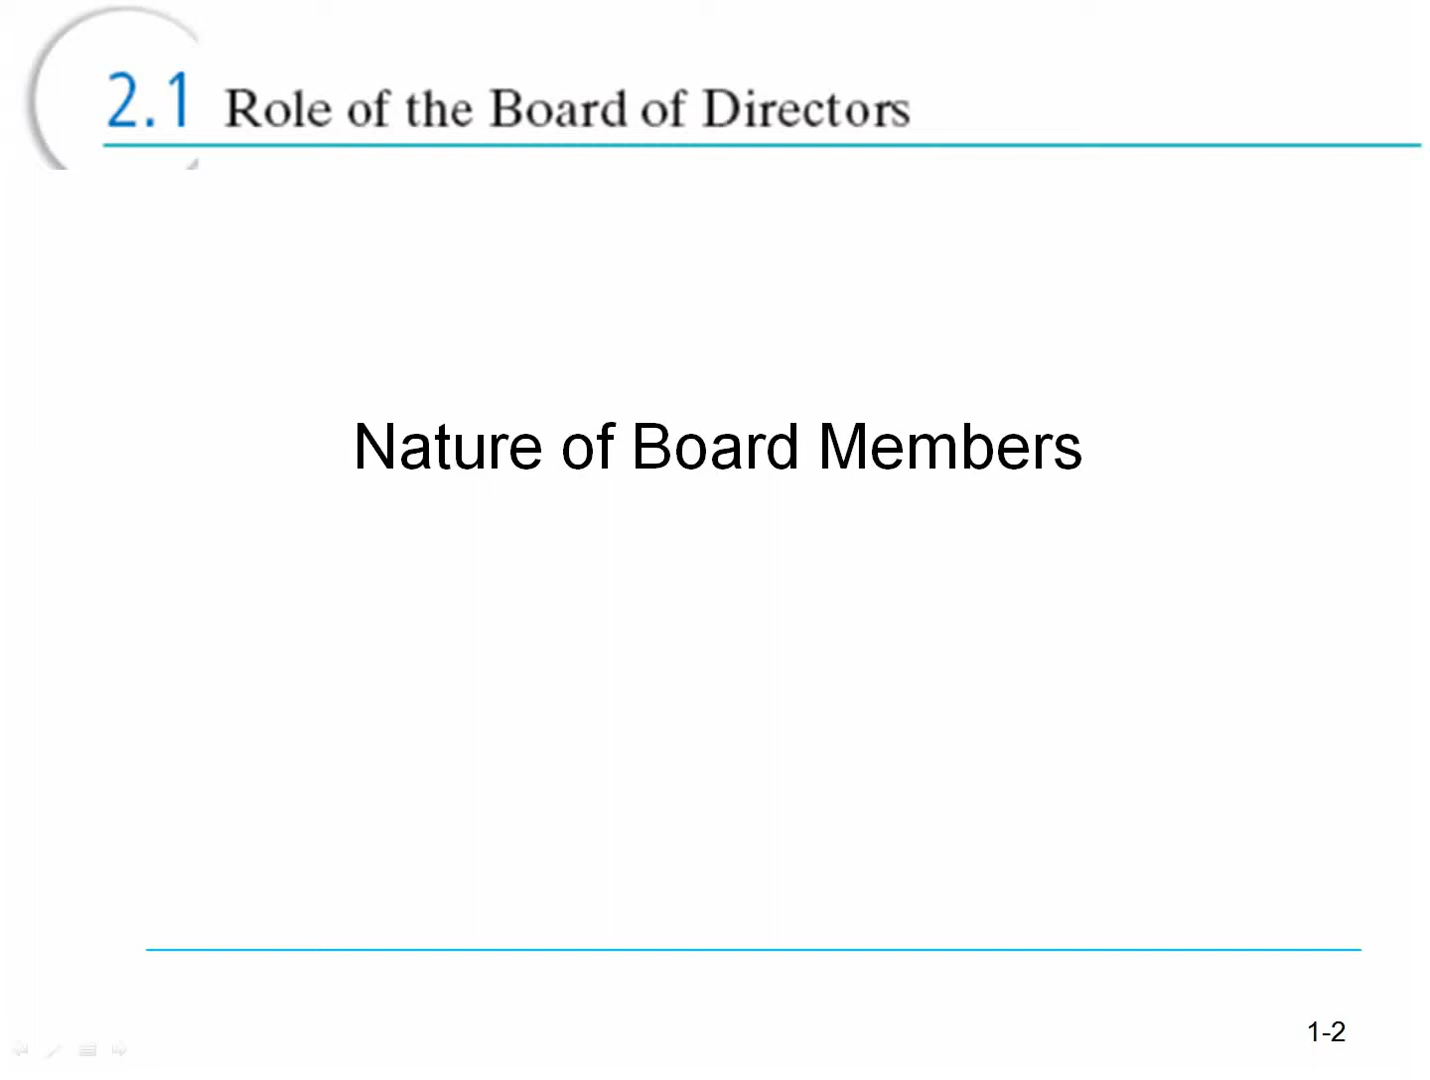 2.1 Role of the Board of Directors
Nature of Board Members
1-2